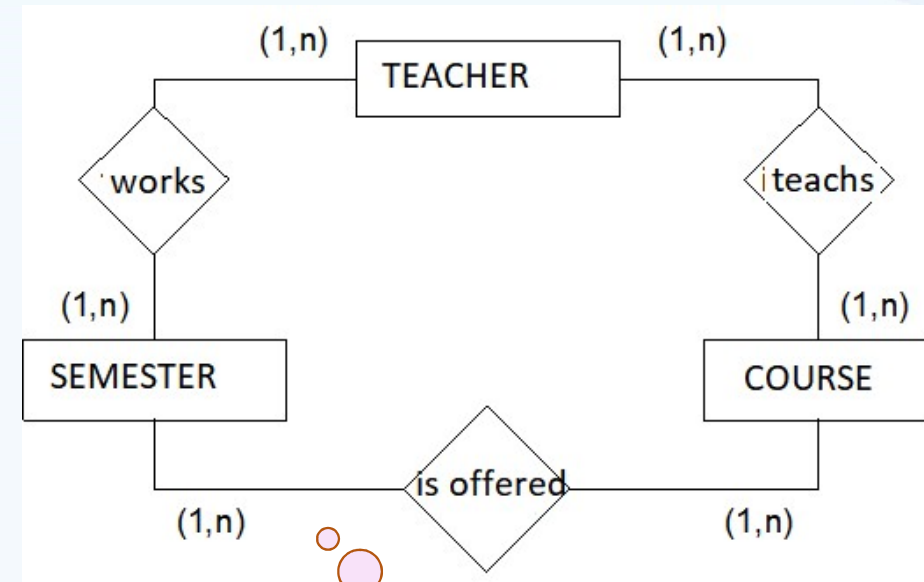 (1,n)
(1,n)
TEACHER
works
teachs
(1,n)
(1,n)
SEMESTER
COURSE
is offered
(1,n)
(1,n)